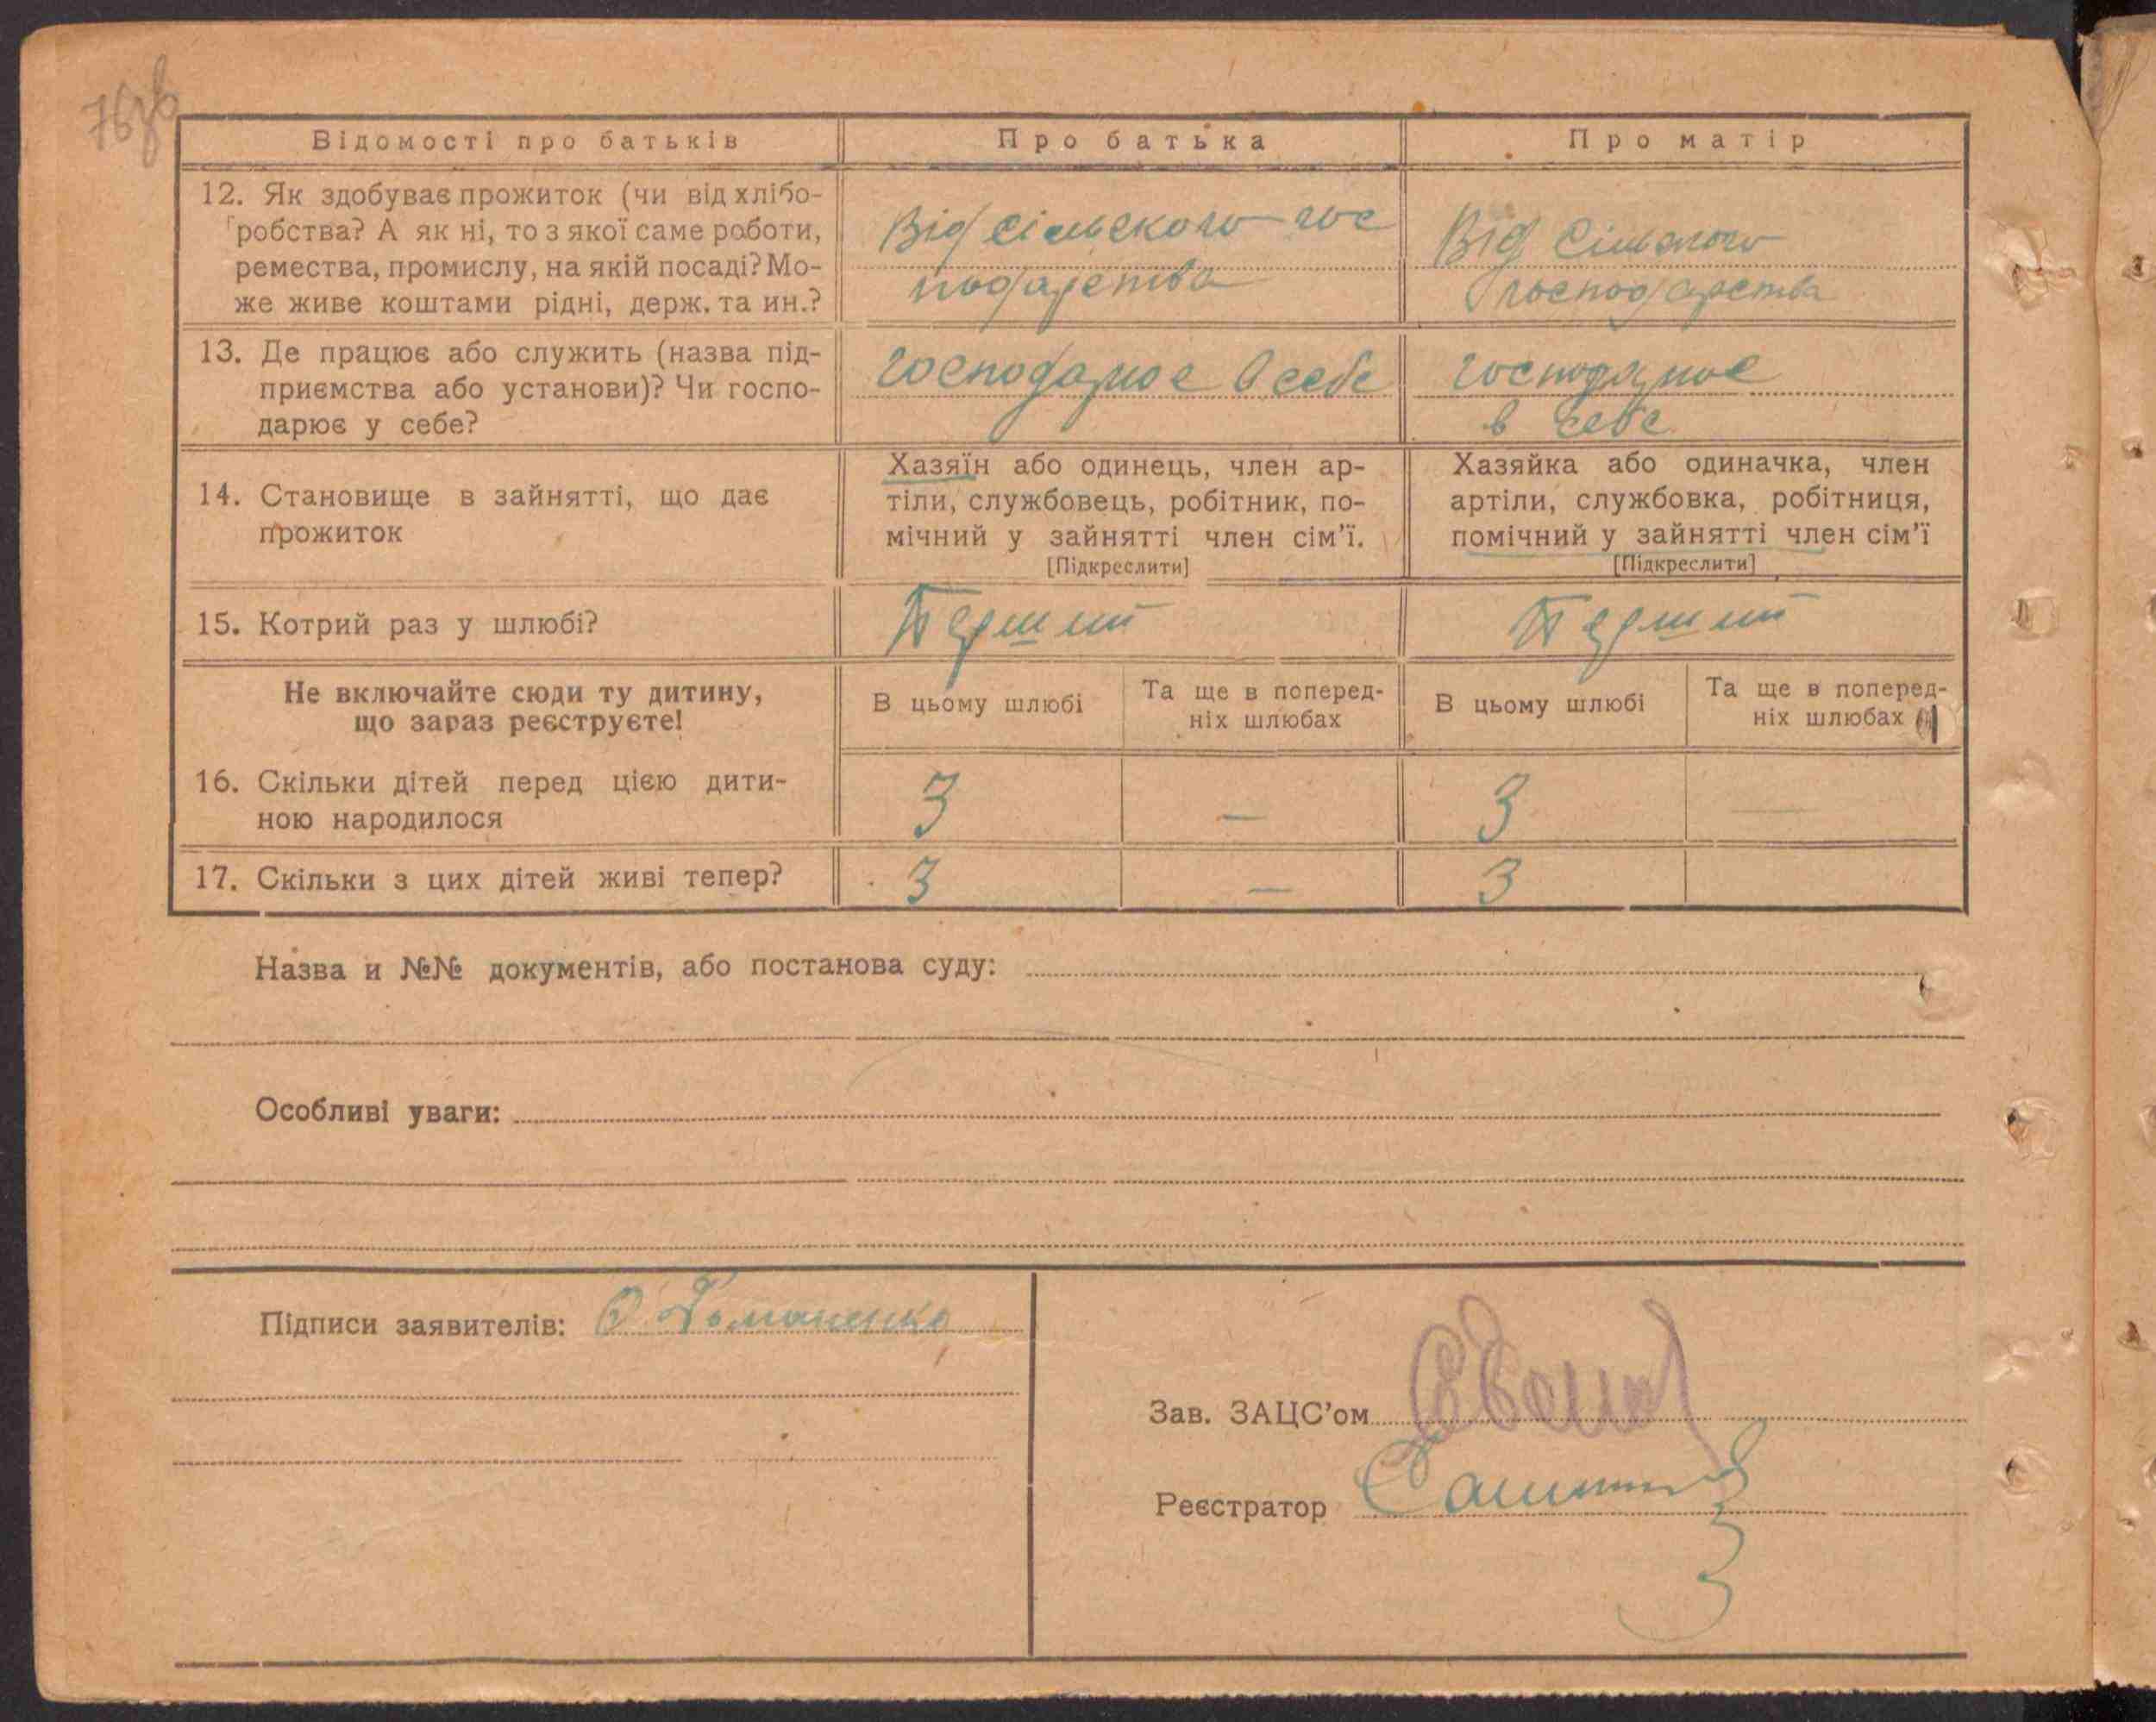 76зв
Відомості про батьків
Про батька
Про матір
12. Як здобуває прожиток (чи від хлібо-
робства? А як ні, то з якої саме роботи,
ремества, промислу, на якій посаді? Мо-
же живе коштами рідні, держ. та ин.?
Від сільского гос
подарства
Від Сільского
господарства
13. Де працює або служить (назва під-
приємства або установи)? Чи госпо-
дарює у себе?
господарює в себе
господарює
в себе
14. Становище в зайнятті, що дає
прожиток
Хазяїн або одинець, член ар-
тіли, службовець, робітник, по-
мічний у зайнятті член сім’ї.
[Підкреслити]
Хазяйка або одиначка, член
артіли, службовка, робітниця,
помічний у зайнятті член сім’ї
[Підкреслити]
15. Котрий раз у шлюбі?
Перший
Перший
Не включайте сюди ту дитину,
що зараз реєструєте!
В цьому шлюбі
Та ще в поперед-
ніх шлюбах
В цьому шлюбі
Та ще в поперед-
ніх шлюбах
16. Скільки дітей перед цією дити-
ною народилося
3
—
3
—
17. Скільки з цих дітей живі тепер?
3
—
3
Назва и №№ документів, або постанова суду:
Особливі уваги:
Підписи заявителів:
Зав. ЗАЦС’ом
Реєстратор